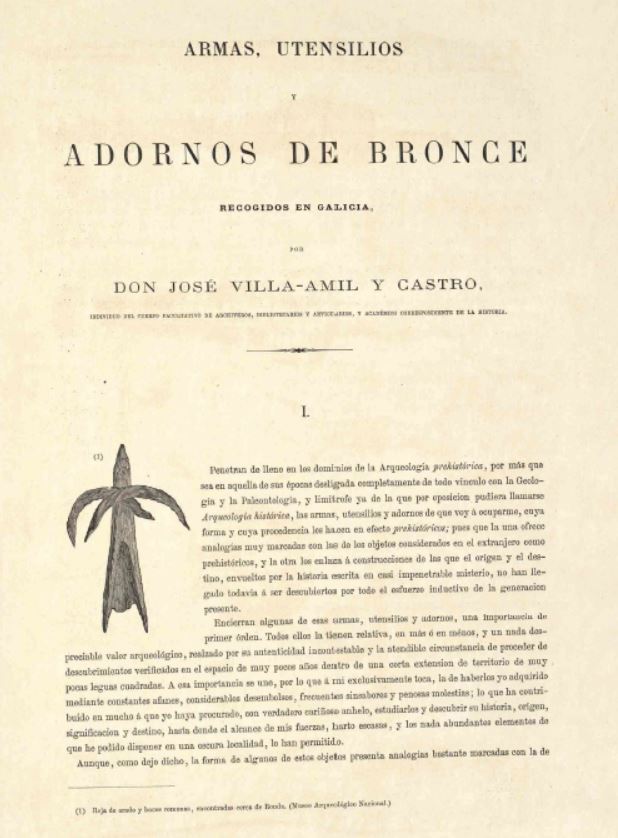 ARMAS, UTENSILIOS
Y
ADORNOS DE BRONCE
RECOGIDOS EN GALICIA,
POR
DON JOSÉ VILLA-AMIL Y CASTRO,
INDIVIDUO DEL CUERPO FACULTATIVO DE ARCHIVEROS, BIBLIOTECARIOS Y ANTICUARIOS, Y ACADÉMICO CORRESPONDIENTE DE LA HISTORIA.
I.
(1)
Penetran de lleno en los dominios de la Arqueología prehistórica, por más que
sea en aquella de sus épocas desligada completamente de todo vínculo con la Geolo-
gía y la Paleontología, y limítrofe ya de la que por oposicion pudiera llamarse
Arqueología histórica, las armas, utensilios y adornos de que voy á ocuparme, cuya
forma y cuya procedencia los hacen en efecto prehistóricos; pues que la una ofrece
analogías muy marcadas con las de los objetos considerados en el extranjero como
prehistóricos, y la otra los enlaza á construcciones de las que el origen y el des-
tino, envueltos por la historia escrita en casi impenetrable misterio, no han lle-
gado todavía á ser descubiertos por todo el esfuerzo inductivo de la generacion
presente.
Encierran algunas de esas armas, utensilios y adornos, una importancia de
primer órden. Todos ellos la tienen relativa, en más ó en ménos, y un nada des-
preciable valor arqueológico, realzado por su autenticidad incontestable y la atendible circunstancia de proceder de
descubrimientos verificados en el espacio de muy pocos años dentro de una corta extension de territorio de muy
pocas leguas cuadradas. A esa importancia se une, por lo que á mí exclusivamente toca, la de haberlos yo adquirido
mediante constantes afanes, considerables desembolsos, frecuentes sinsabores y penosas molestias; lo que ha contri-
buido en mucho á que yo haya procurado, con verdadero cariñoso anhelo, estudiarlos y descubrir su historia, orígen,
significacion y destino, hasta donde el alcance de mis fuerzas, harto escasas, y los nada abundantes elementos de
que he podido disponer en una oscura localidad, lo han permitido.
Aunque, como dejo dicho, la forma de algunos de estos objetos presenta analogías bastante marcadas con la de
(1) Reja de arado y hoces romanas, encontradas cerca de Ronda. (Museo Arqueológico Nacional.)